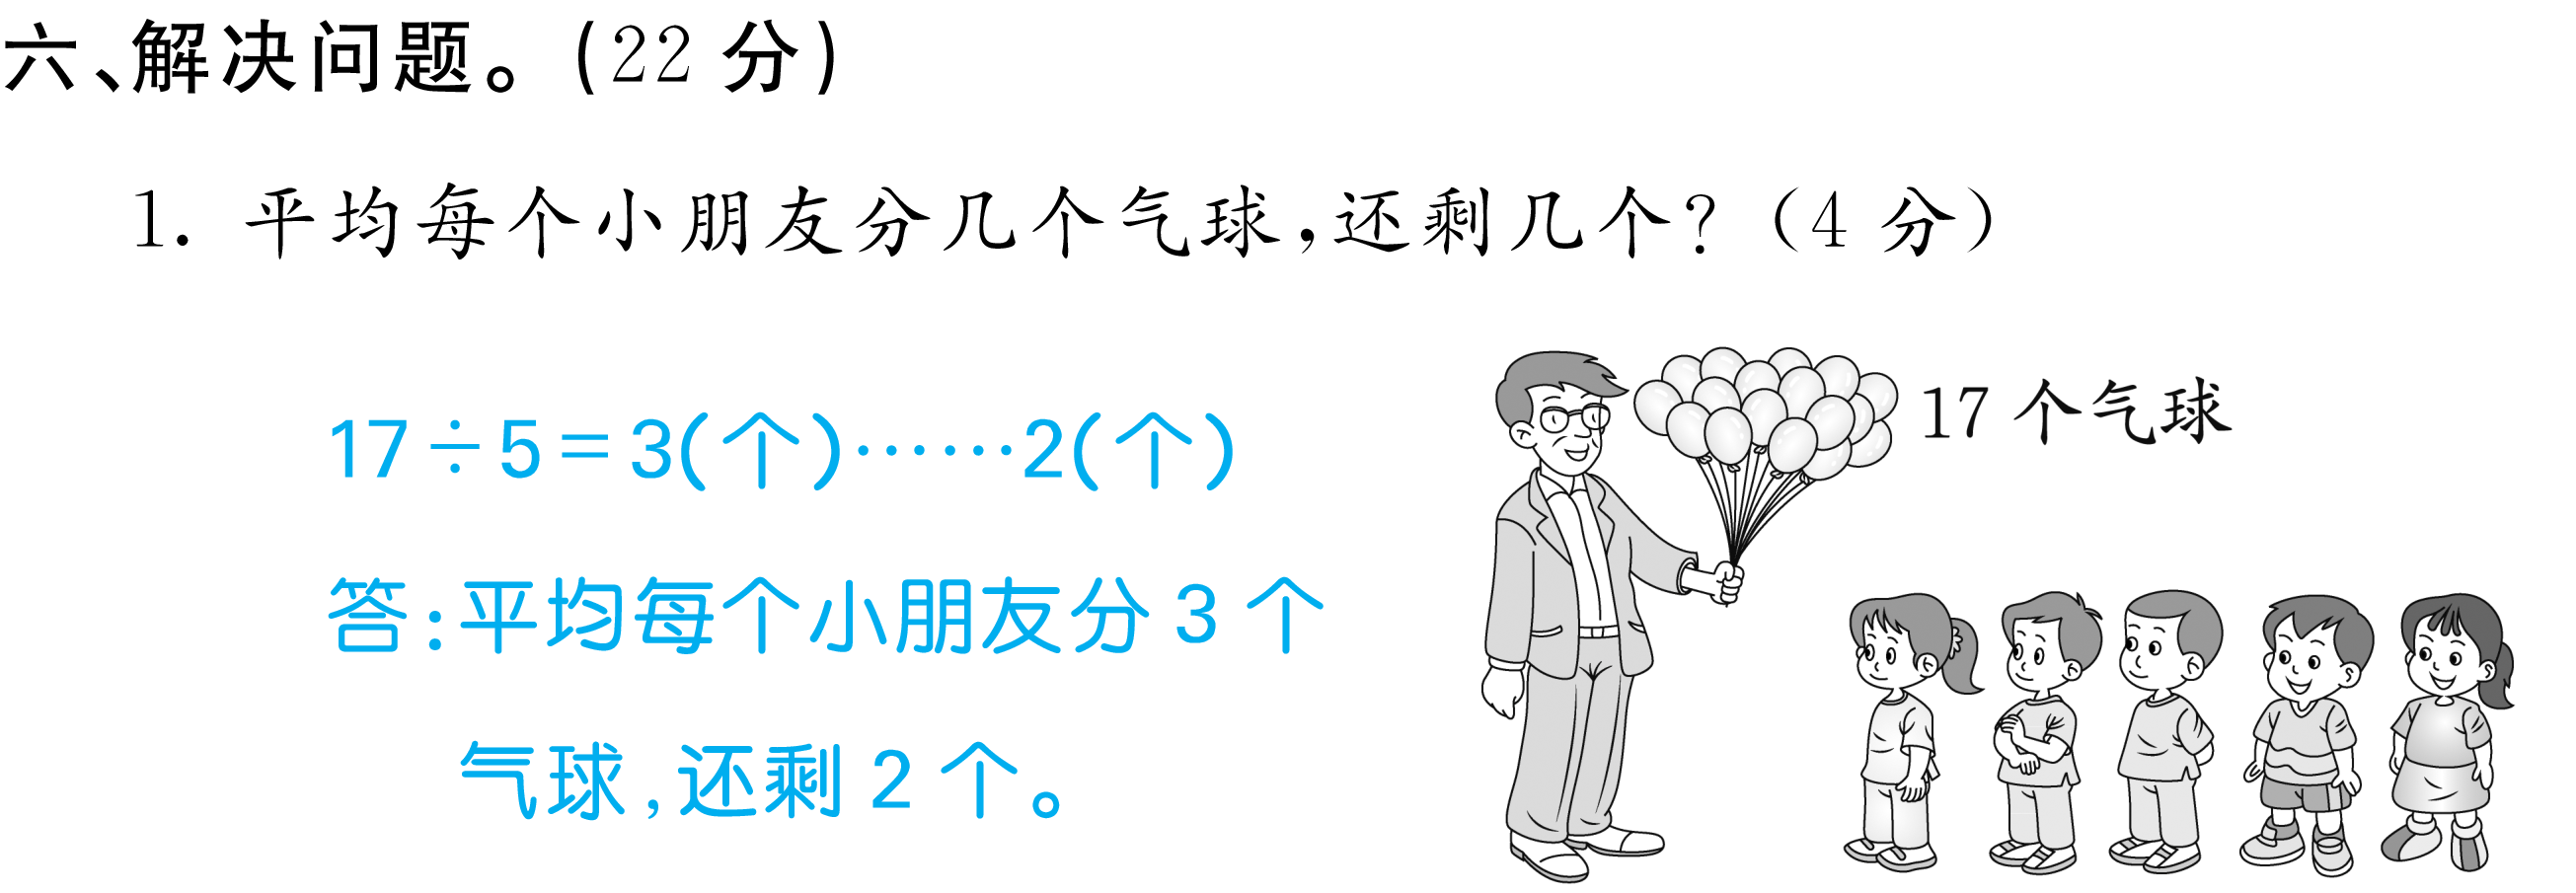 六、解决问题。(22 分)
1. 平均每个小朋友分几个气球,还剩几个?(4 分)
17÷5=3(个)……2(个)
17 个气球
答:平均每个小朋友分 3 个
气球,还剩 2 个。